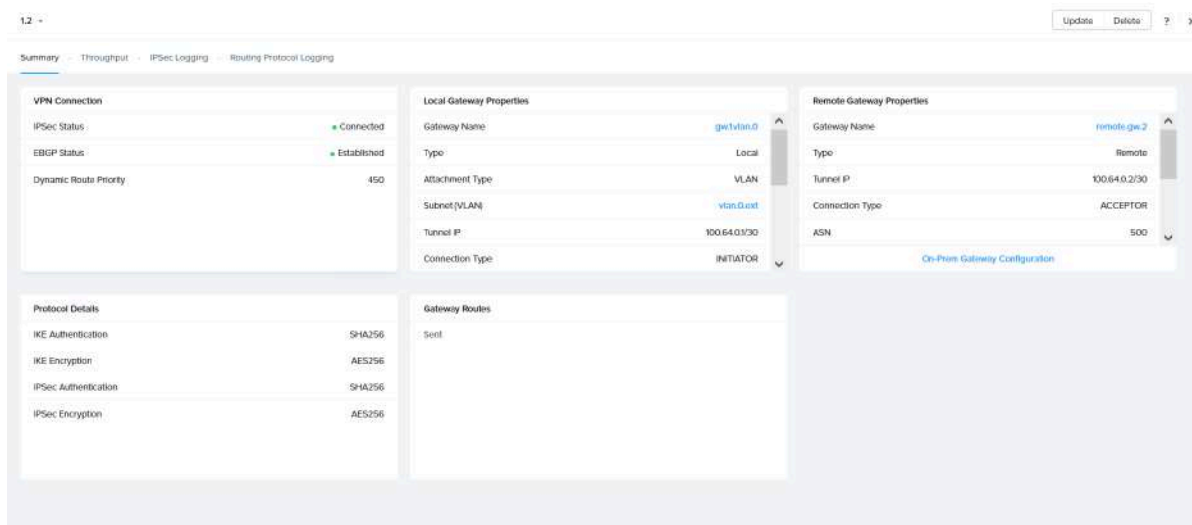 1.2
Update Delete ?
Summary Throughput IPSec Logging Routing Protocol Logging
VPN Connection
IPSec Status Connected
EBGP Status Established
Dynamic Route Priority 450
Local Gateway Properties
Gateway Name gw.1vlan.0
Type Local
Attachment Type VLAN
Subnet (VLAN) vlan.0.ext
Tunnel IP 100.64.0.1/30
Connection Type INITIATOR
Remote Gateway Properties
Gateway Name remote.gw.2
Type Remote
Tunnel IP 100.64.0.2/30
Connection Type ACCEPTOR
ASN 500
On-Prem Gateway Configuration
Protocol Details
IKE Authentication SHA256
IKE Encryption AES256
IPSec Authentication SHA256
IPSec Encryption AES256
Gateway Routes
Sent